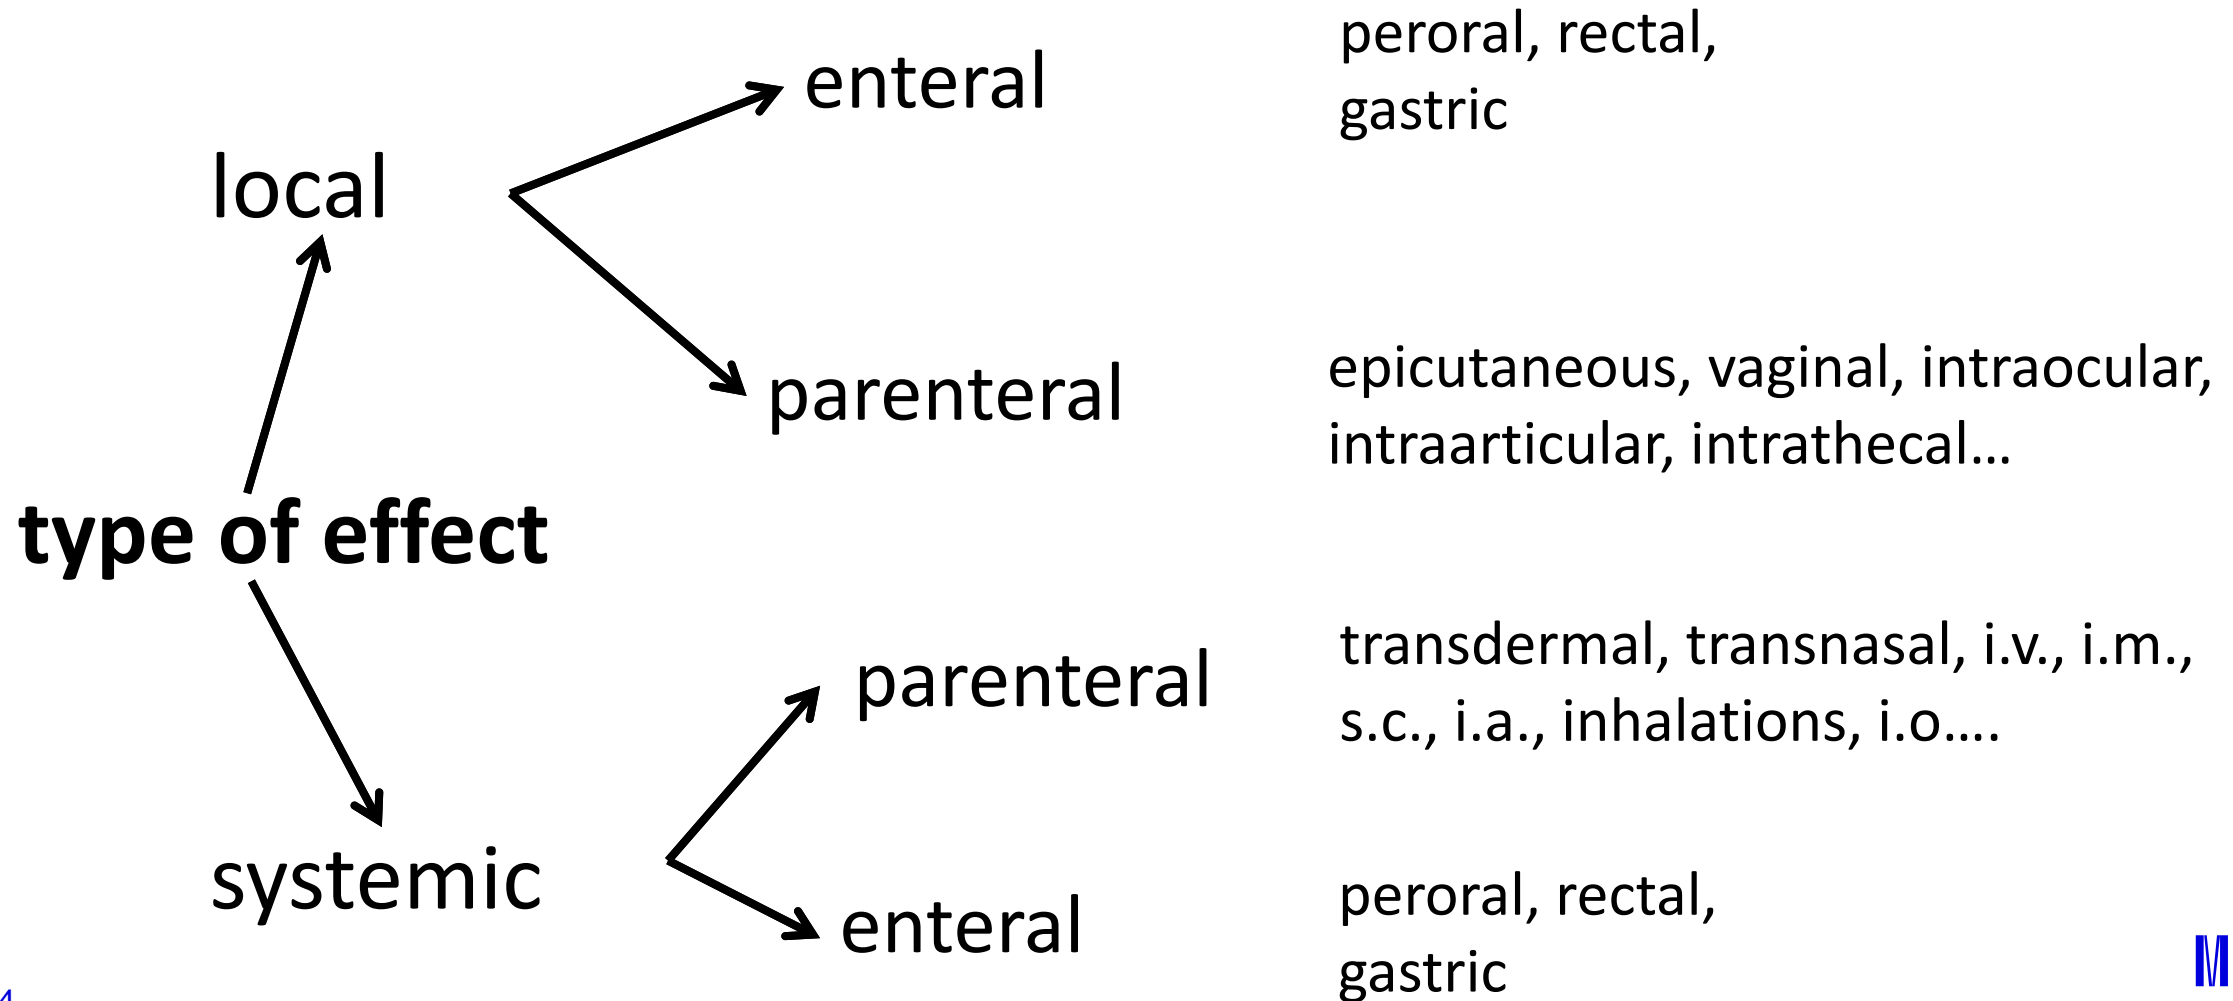 peroral, rectal,
enteral
gastric
local
epicutaneous, vaginal, intraocular,
parenteral
intraarticular, intrathecal…
type of effect
transdermal, transnasal, i.v., i.m.,
parenteral
s.c., i.a., inhalations, i.o….
systemic
peroral, rectal,
enteral
gastric